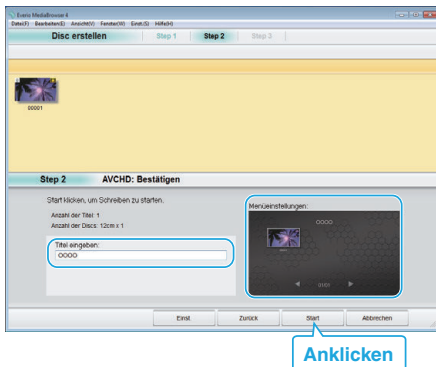 Everio MediaBrowser 4
Datei(F) Bearbeiten(E) Ansicht(V) Fenster(W) Einst.(S) Hilfe(H)
Disc erstellen Step 1 Step 2 Step 3
00001
Step 2 AVCHD: Bestätigen
Start klicken, um Schreiben zu starten.
Anzahl der Titel: 1
Anzahl der Discs: 12cm x 1
Titel eingeben:
OOOO
Menüeinstellungen:
OOOO
01/01
Einst. Zurück Start Abbrechen
Anklicken